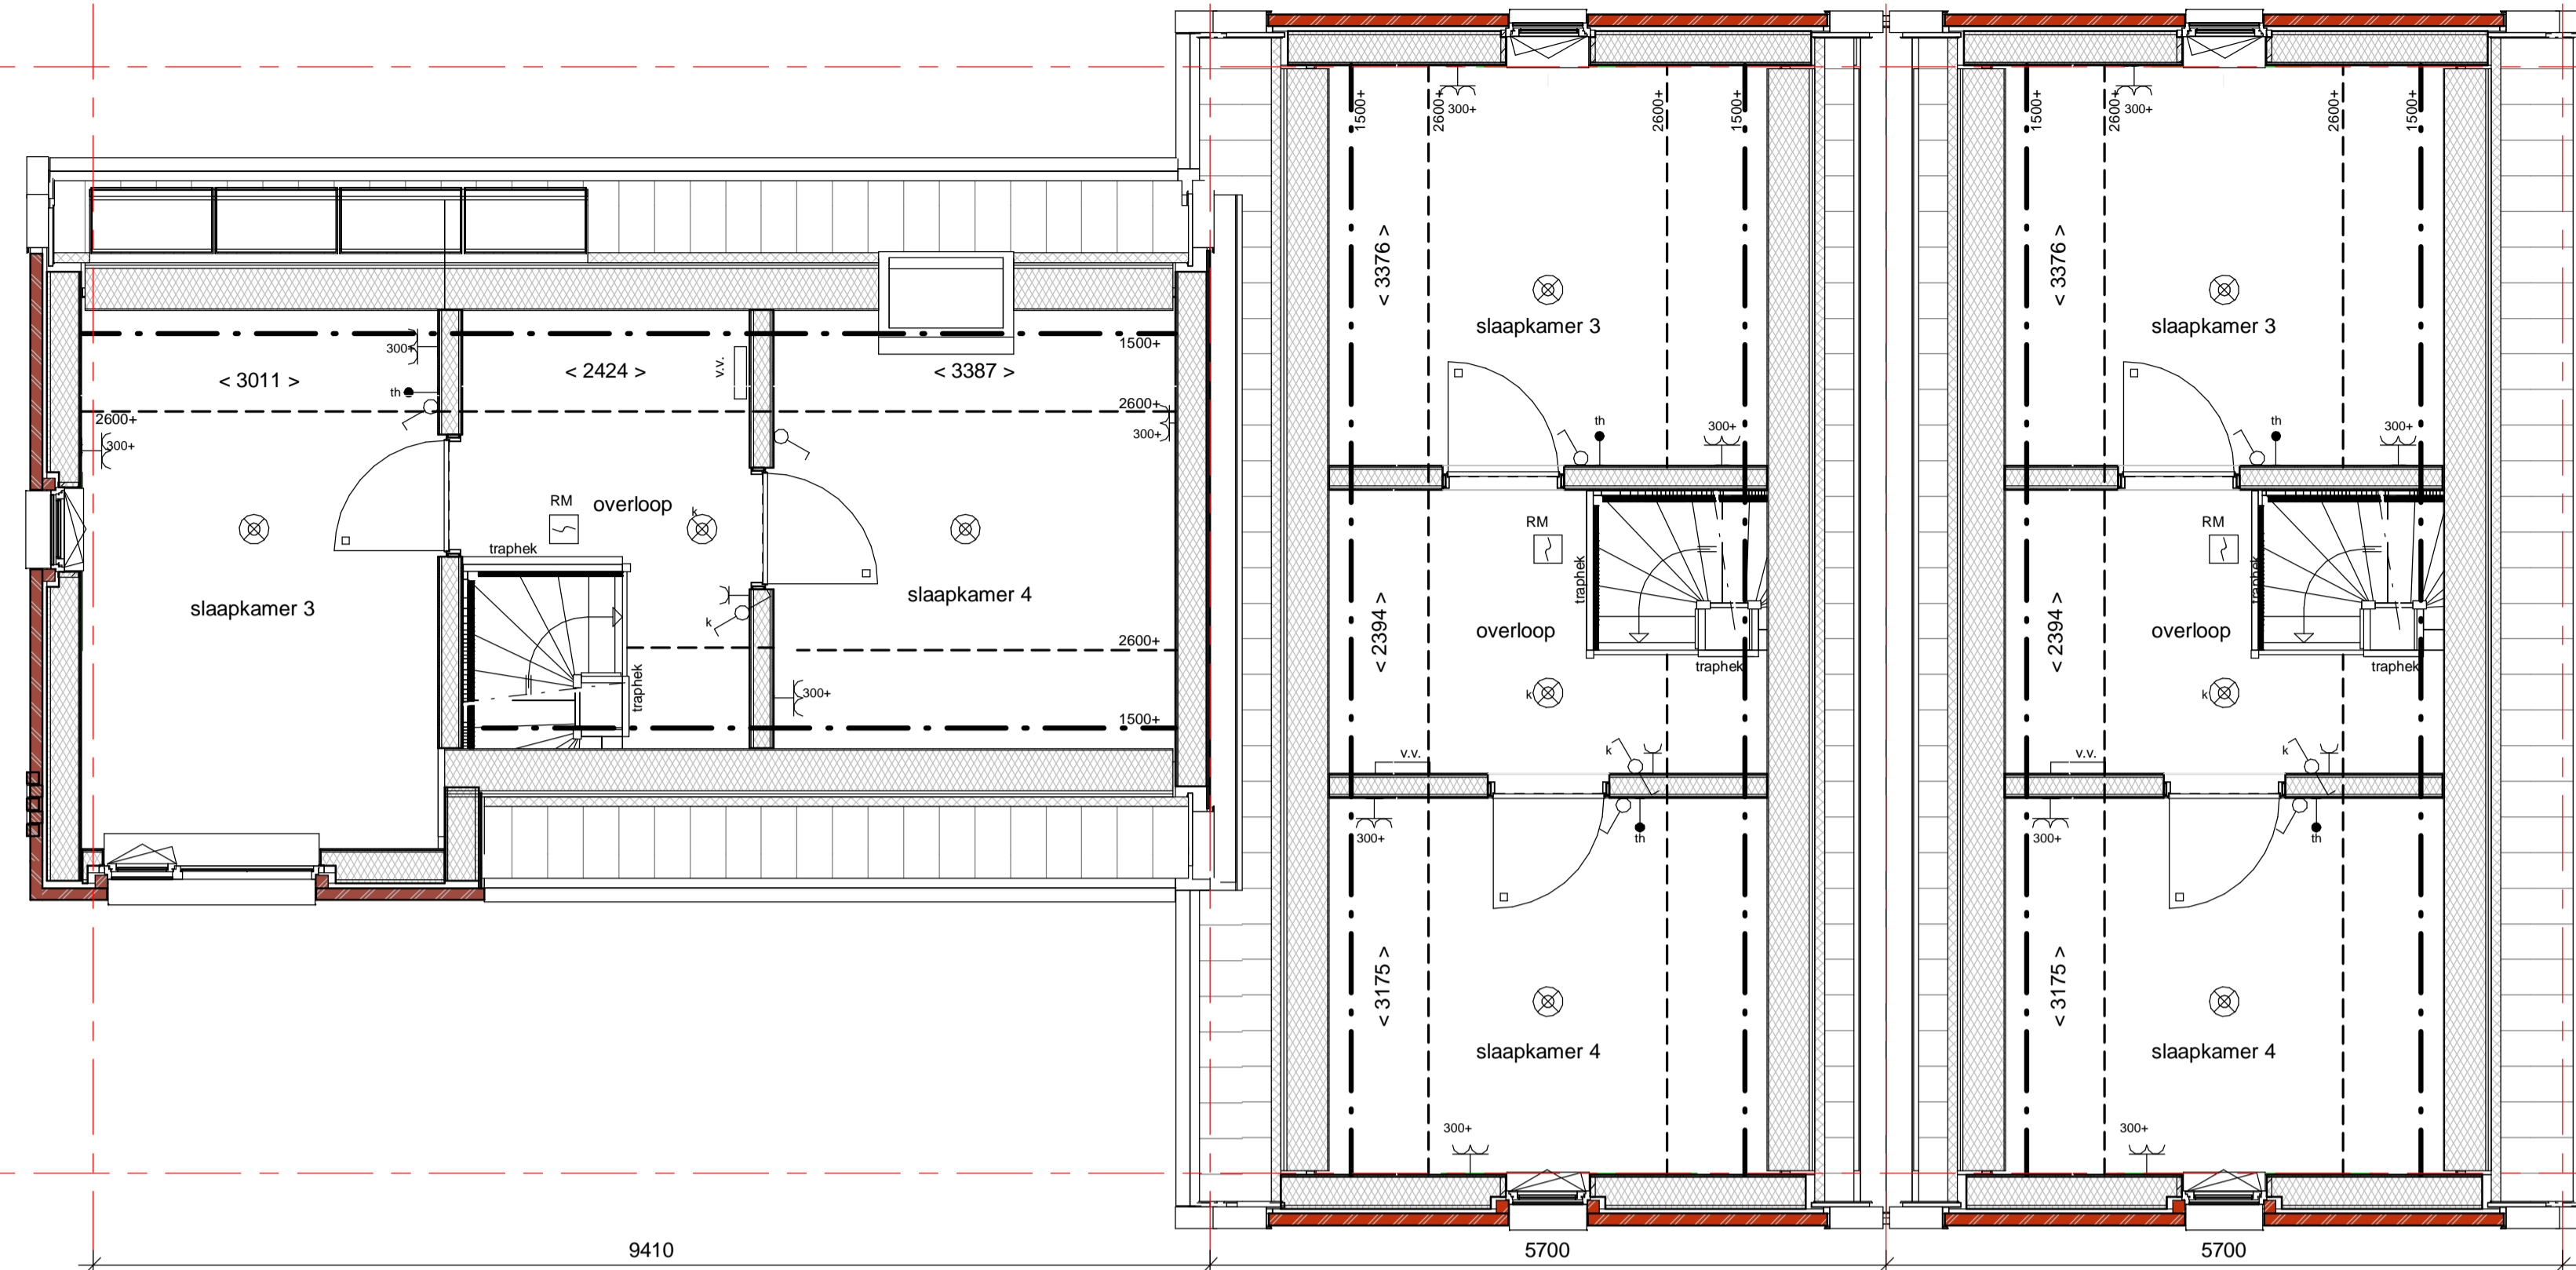 1500+
2600+
300+
2600+
1500+
< 3376 >
slaapkamer 3
th
300+
RM
traphek
< 2394 >
overloop
traphek
k
v.v.
k
300+
th
< 3175 >
slaapkamer 4
300+
5700
1500+
2600+
300+
2600+
1500+
< 3376 >
slaapkamer 3
th
300+
RM
traphek
< 2394 >
overloop
traphek
k
v.v.
k
300+
th
< 3175 >
slaapkamer 4
300+
5700
300+
< 3011 >
th
2600+
300+
slaapkamer 3
< 2424 >
v.v.
RM
overloop
k
traphek
k
traphek
< 3387 >
1500+
2600+
300+
slaapkamer 4
2600+
300+
1500+
9410